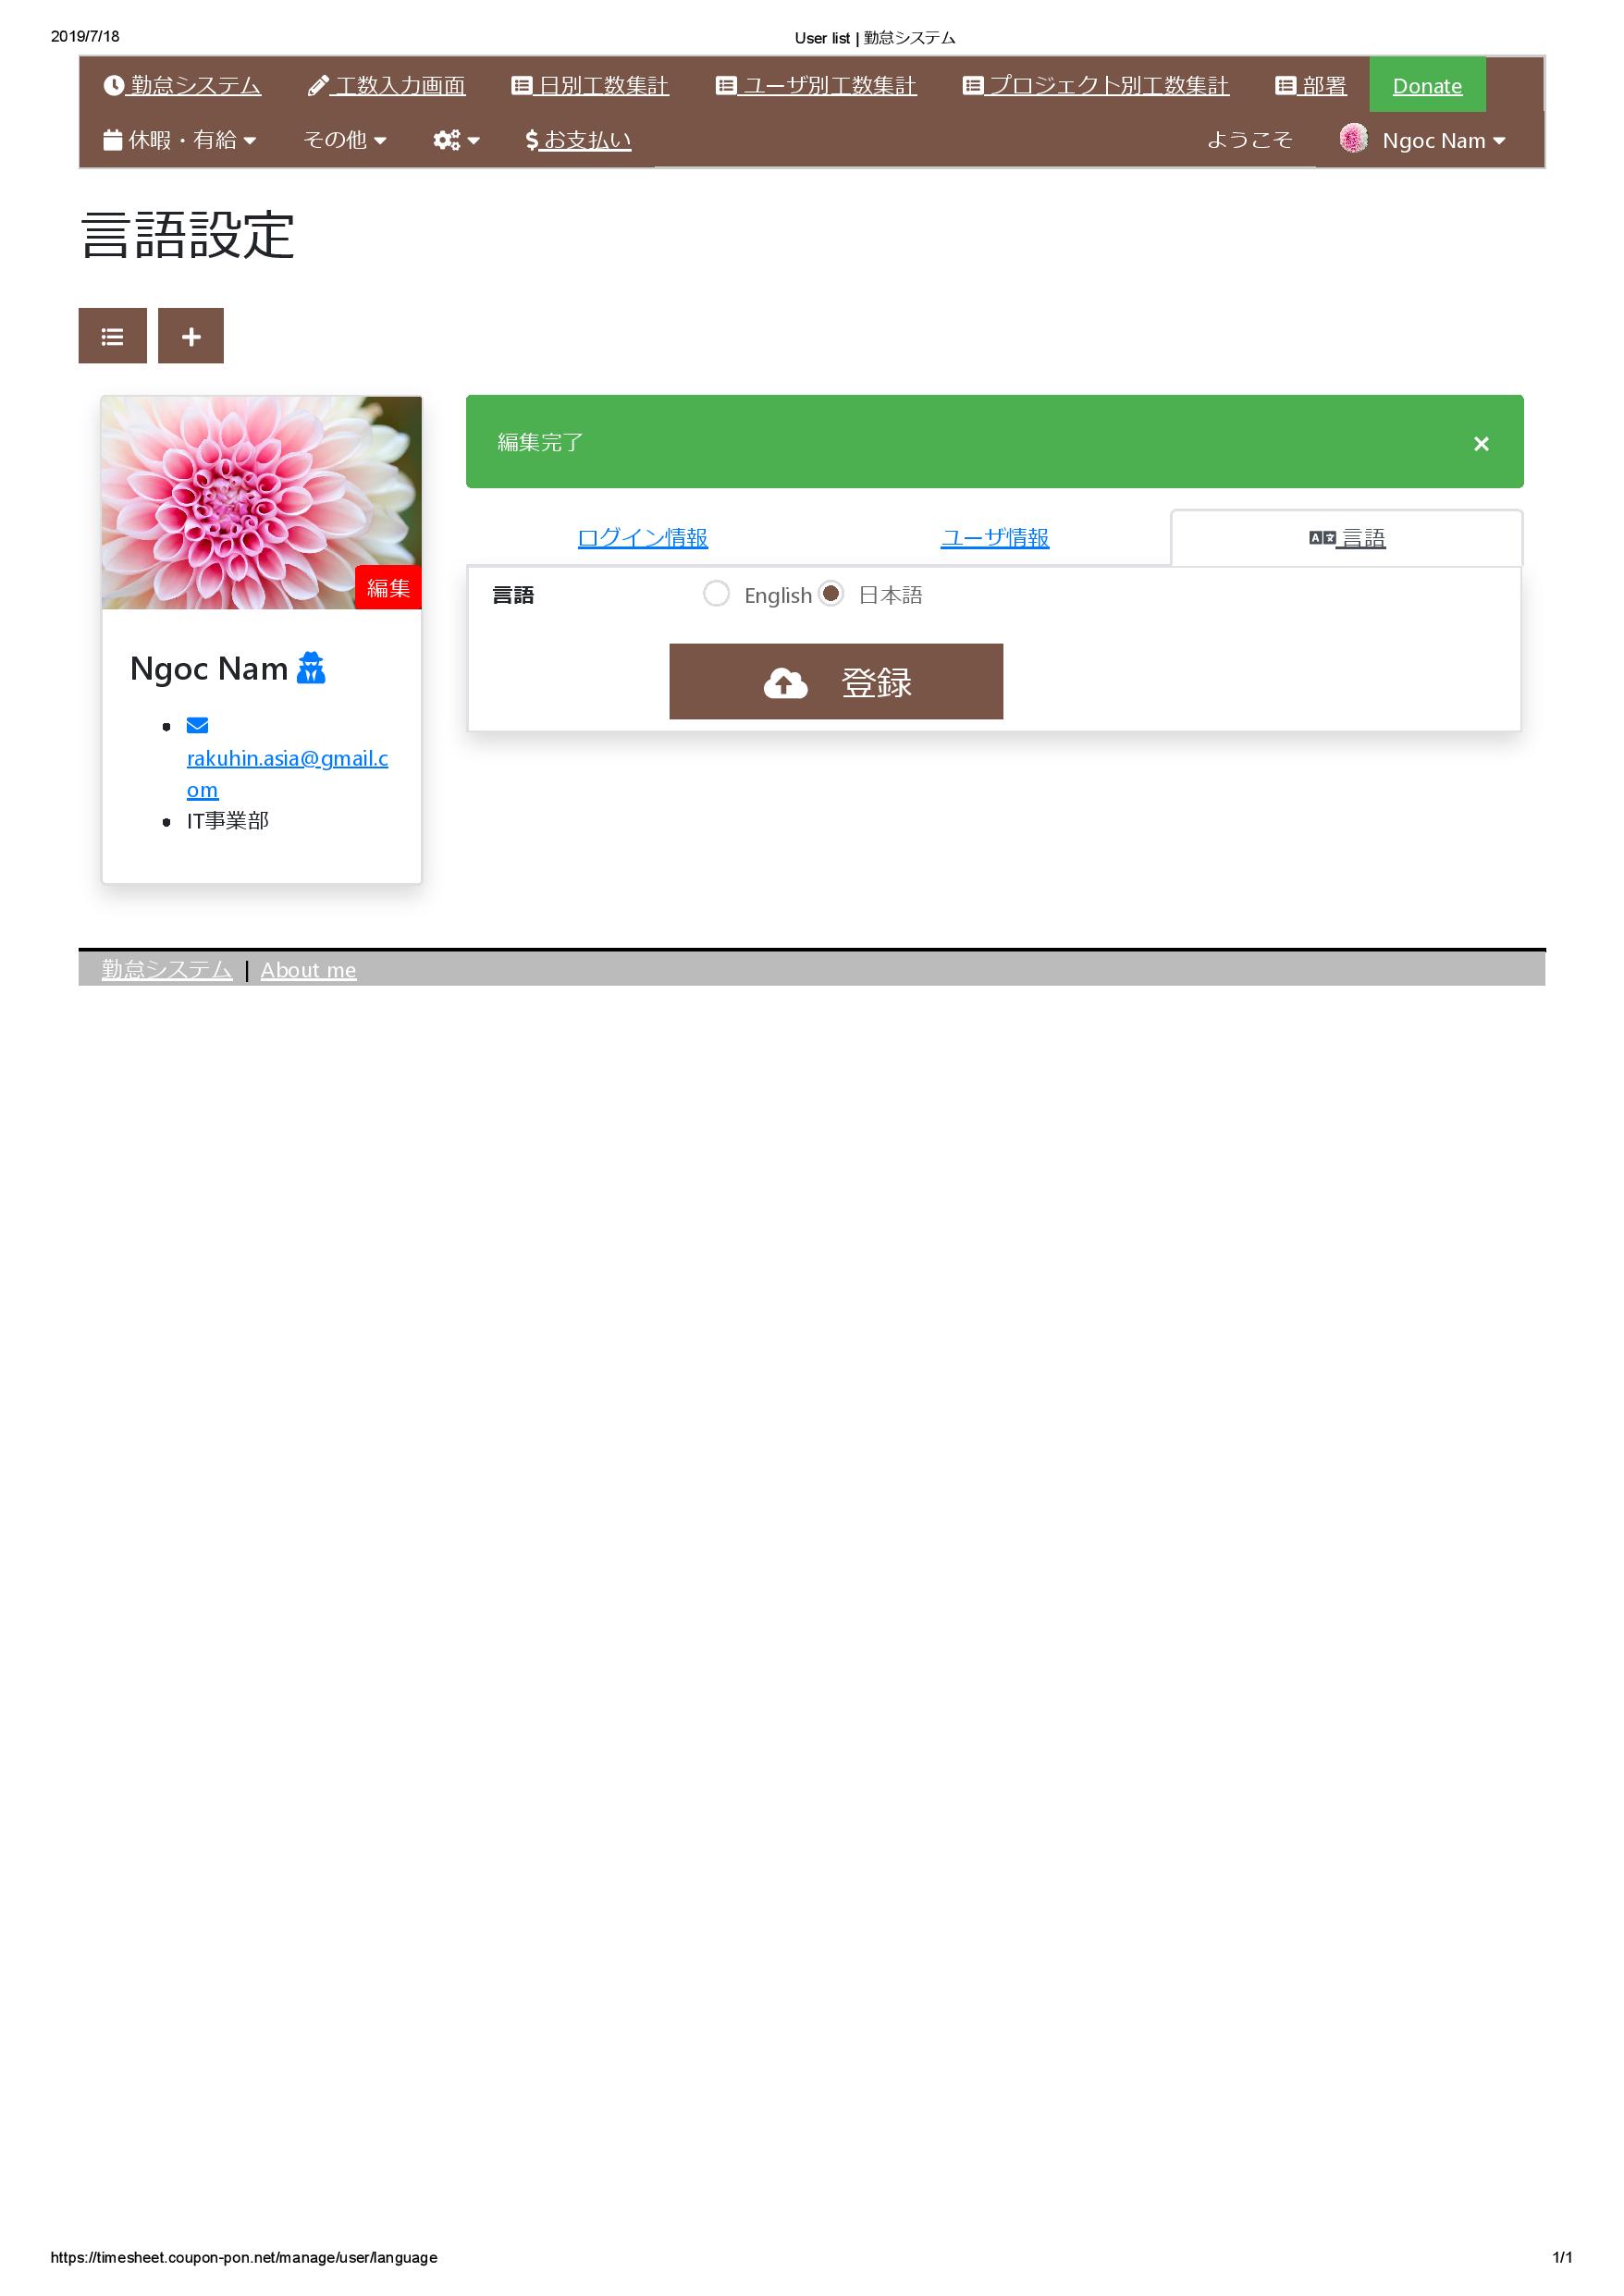 2019/7/18
User list | 勤怠システム
勤怠システム 工数入力画面 日別工数集計 ユーザ別工数集計 プロジェクト別工数集計 部署 Donate
休暇・有給 その他 お支払い ようこそ Ngoc Nam
言語設定
編集完了 ×
ログイン情報 ユーザ情報 言語
編集
言語 English 日本語
登録
Ngoc Nam
rakuhin.asia@gmail.c
om
IT事業部
勤怠システム | About me
https://timesheet.coupon-pon.net/manage/user/language
1/1